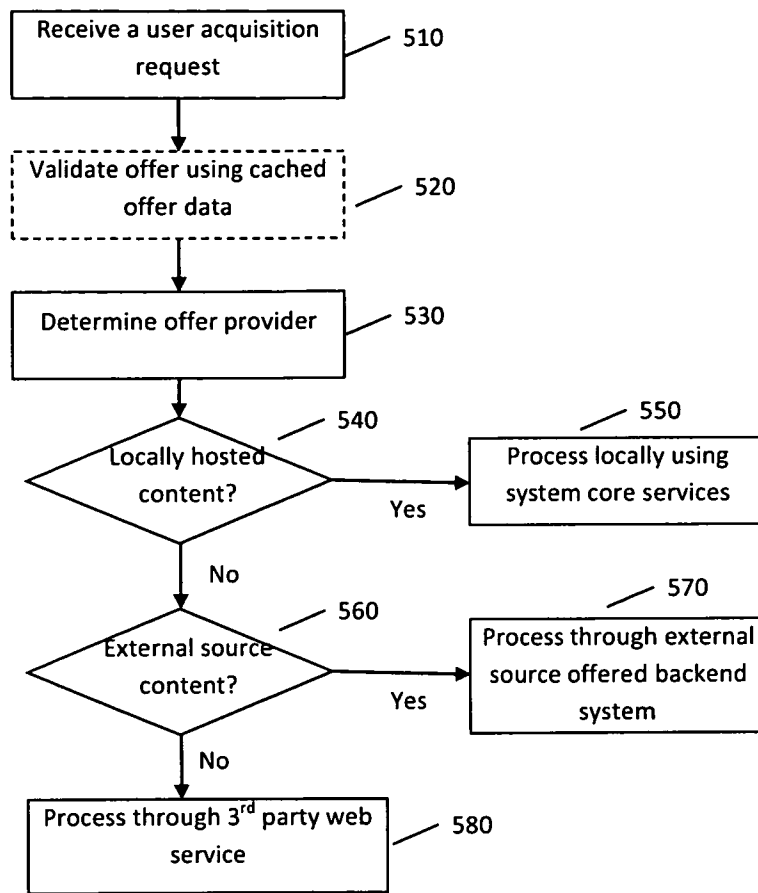 Receive a user acquisition
request
510
Validate offer using cached
offer data
520
Determine offer provider
530
540
Locally hosted
content?
Yes
550
Process locally using
system core services
No
560
External source
content?
Yes
570
Process through external
source offered backend
system
No
Process through 3rd party web
service
580